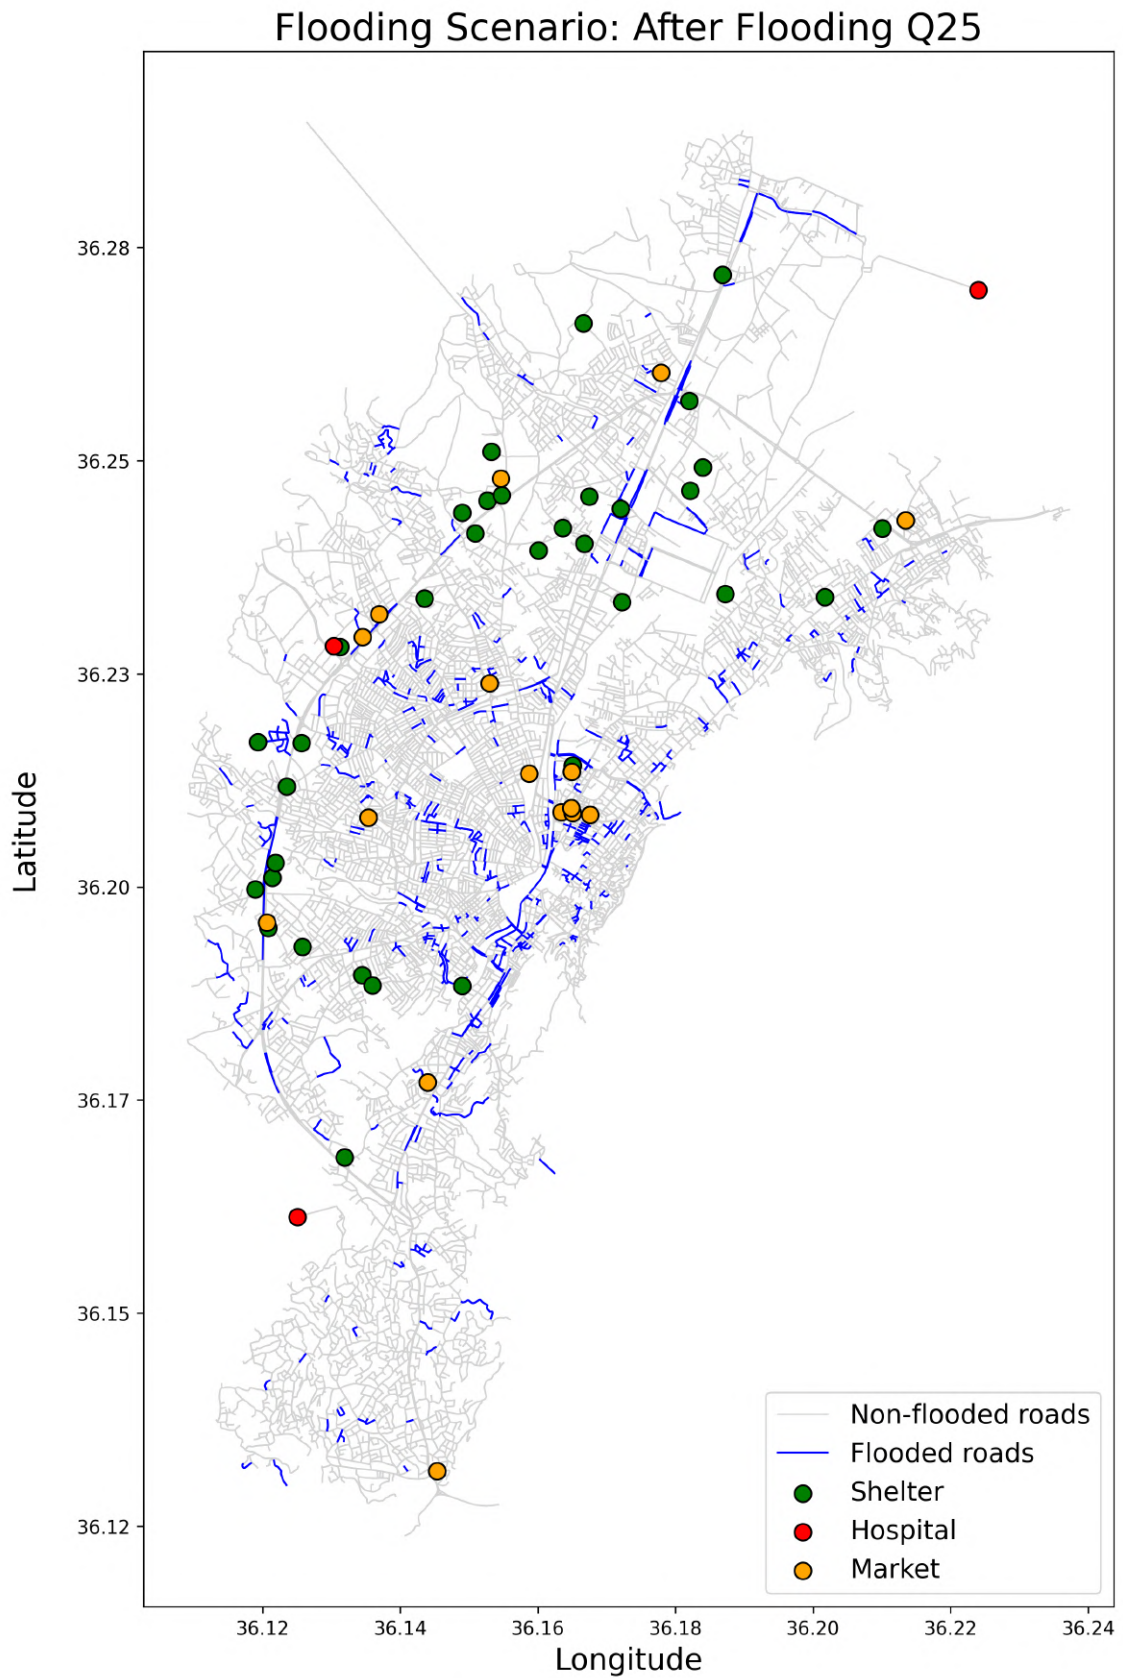 Flooding Scenario: After Flooding Q25
Latitude
36.28
36.25
36.23
36.20
36.17
36.15
36.12
36.12 36.14 36.16 36.18 36.20 36.22 36.24
Longitude
Non-flooded roads
Flooded roads
Shelter
Hospital
Market